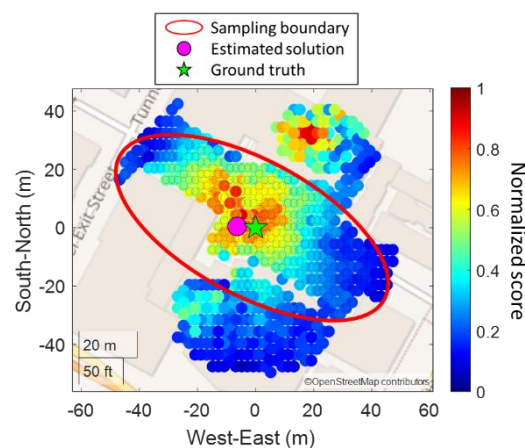 Sampling boundary
Estimated solution
Ground truth
Tunn
el Exit Street
40
20
0
-20
-40
South-North (m)
20 m
50 ft
©OpenStreetMap contributors
-60
-40
-20
0
20
40
60
West-East (m)
1
0.8
0.6
0.4
0.2
0
Normalized score